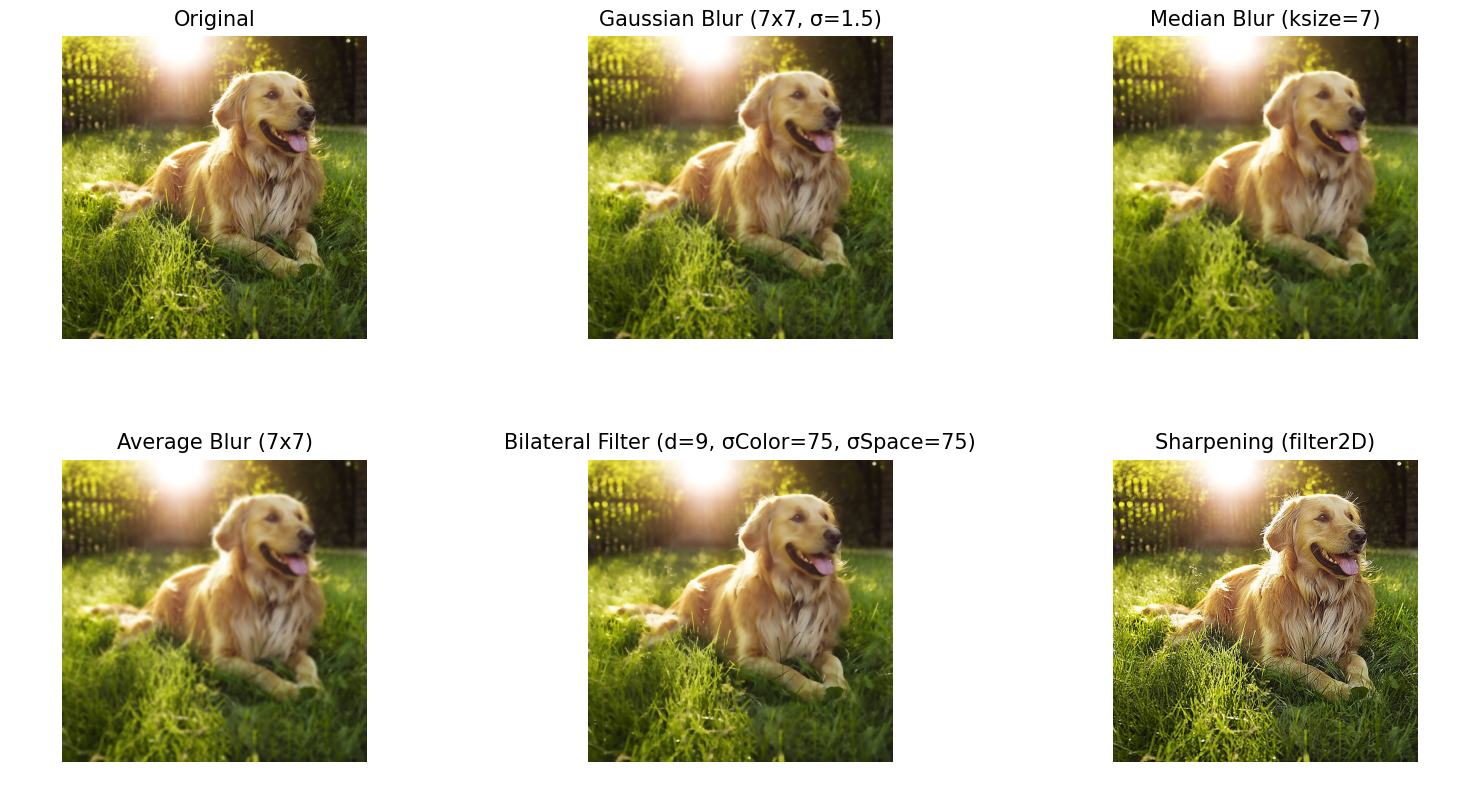 Original
Gaussian Blur (7x7, σ=1.5)
Median Blur (ksize=7)
Average Blur (7x7)
Bilateral Filter (d=9, σColor=75, σSpace=75)
Sharpening (filter2D)